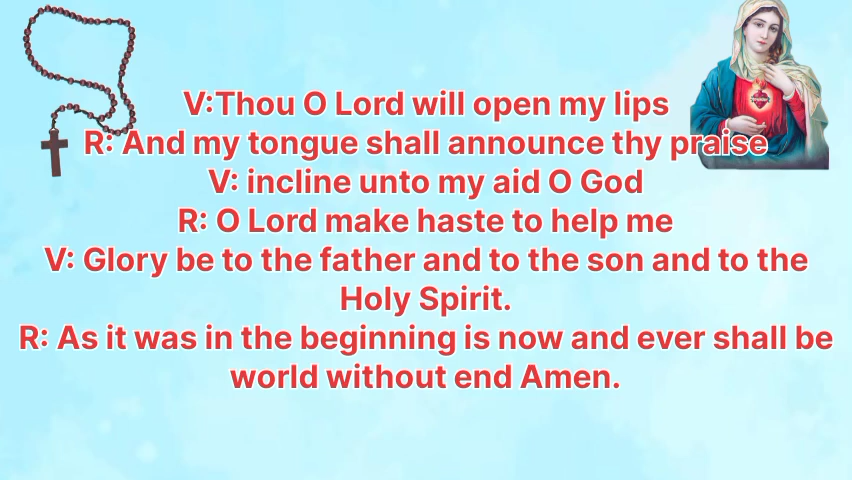 V:Thou O Lord will open my lips
R: And my tongue shall announce thy praise
V: incline unto my aid O God
R: O Lord make haste to help me
V: Glory be to the father and to the son and to the
Holy Spirit.
R: As it was in the beginning is now and ever shall be
world without end Amen.